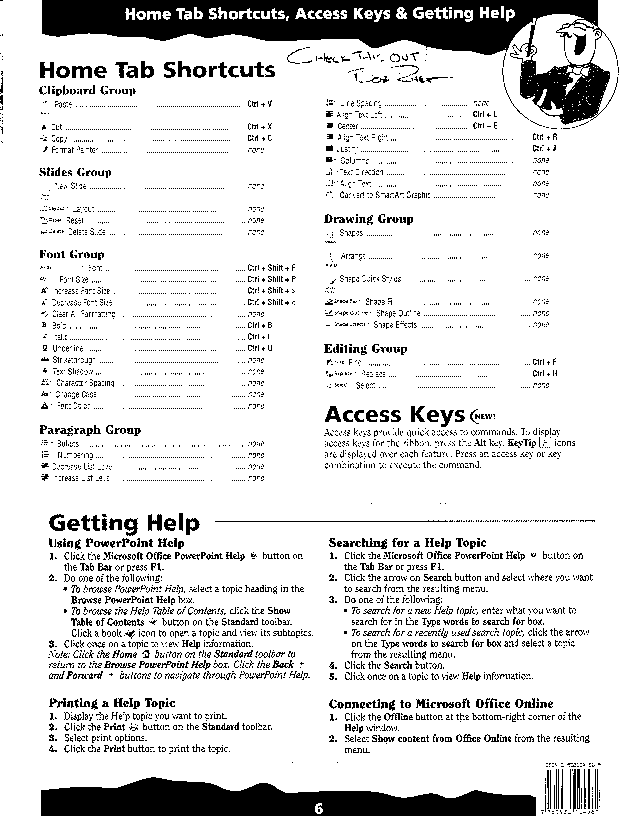 Home Tab Shortcuts, Access Keys & Getting Help
CHECK THIS OUT!
Home Tab Shortcuts
Clipboard Group
Paste ... Ctrl + V
Cut ... Ctrl + X
Copy ... Ctrl + C
Format Painter ... none
Slides Group
New Slide ... none
Layout ... none
Reset ... none
Delete Slide ... none
Font Group
Font ... Ctrl + Shift + F
Font Size ... Ctrl + Shift + P
Increase Font Size ... Ctrl + Shift + >
Decrease Font Size ... Ctrl + Shift + <
Clear All Formatting ... none
Bold ... Ctrl + B
Italic ... Ctrl + I
Underline ... Ctrl + U
Strikethrough ... none
Text Shadow ... none
Character Spacing ... none
Change Case ... none
Font Color ... none
Paragraph Group
Bullets ... none
Numbering ... none
Decrease List Level ... none
Increase List Level ... none
Line Spacing ... none
Align Text Left ... Ctrl + L
Center ... Ctrl + E
Align Text Right ... Ctrl + R
Justify ... Ctrl + J
Columns ... none
Text Direction ... none
Align Text ... none
Convert to SmartArt Graphic ... none
Drawing Group
Shapes ... none
Arrange ... none
Shape Quick Styles ... none
Shape Fill ... none
Shape Outline ... none
Shape Effects ... none
Editing Group
Find ... Ctrl + F
Replace ... Ctrl + H
Select ... none
Access Keys (NEW!
Access keys provide quick access to commands. To display
access keys for the ribbon, press the Alt key. KeyTip icons
are displayed over each feature. Press an access key or key
combination to execute the command.
Getting Help
Using PowerPoint Help
1. Click the Microsoft Office PowerPoint Help button on
the Tab Bar or press F1.
2. Do one of the following:
• To browse PowerPoint Help, select a topic heading in the
Browse PowerPoint Help box.
• To browse the Help Table of Contents, click the Show
Table of Contents button on the Standard toolbar.
Click a book icon to open a topic and view its subtopics.
3. Click once on a topic to view Help information.
Note: Click the Home button on the Standard toolbar to
return to the Browse PowerPoint Help box. Click the Back
and Forward buttons to navigate through PowerPoint Help.
Printing a Help Topic
1. Display the Help topic you want to print.
2. Click the Print button on the Standard toolbar.
3. Select print options.
4. Click the Print button to print the topic.
Searching for a Help Topic
1. Click the Microsoft Office PowerPoint Help button on
the Tab Bar or press F1.
2. Click the arrow on Search button and select where you want
to search from the resulting menu.
3. Do one of the following:
• To search for a new Help topic, enter what you want to
search for in the Type words to search for box.
• To search for a recently used search topic, click the arrow
on the Type words to search for box and select a topic
from the resulting menu.
4. Click the Search button.
5. Click once on a topic to view Help information.
Connecting to Microsoft Office Online
1. Click the Offline button at the bottom-right corner of the
Help window.
2. Select Show content from Office Online from the resulting
menu.
6